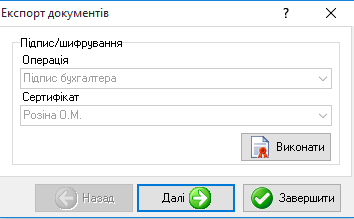 Експорт документів
Підпис/шифрування
Операція
Підпис бухгалтера
Сертифікат
Розіна О.М.
Виконати
Назад Далі Завершити